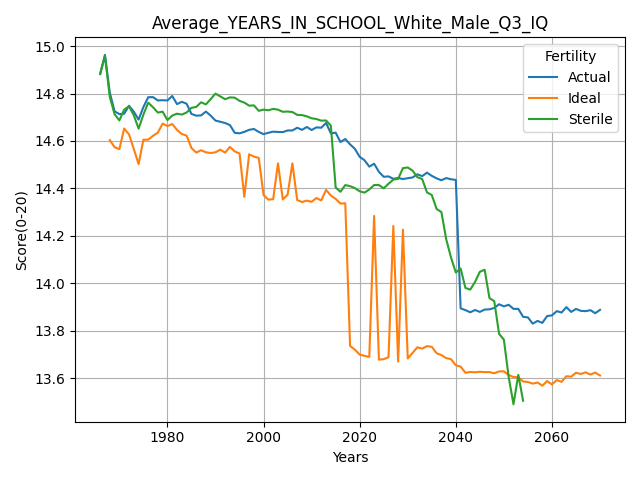 Average_YEARS_IN_SCHOOL_White_Male_Q3_IQ
Fertility
Actual
Ideal
Sterile
Score(0-20)
15.0
14.8
14.6
14.4
14.2
14.0
13.8
13.6
1980 2000 2020 2040 2060
Years